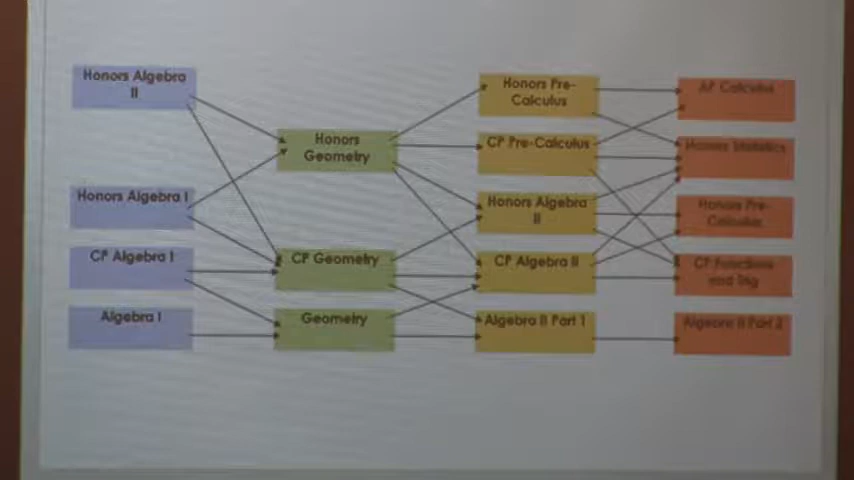 Honors Algebra
II
Honors Algebra I
CP Algebra I
Algebra I
Honors
Geometry
CP Geometry
Geometry
Honors Pre-
Calculus
CP Pre-Calculus
Honors Algebra
II
CP Algebra II
Algebra II Part 1
AP Calculus
Honors Statistics
Honors Pre-
Calculus
CP Functions
and Trig
Algebra II Part 2